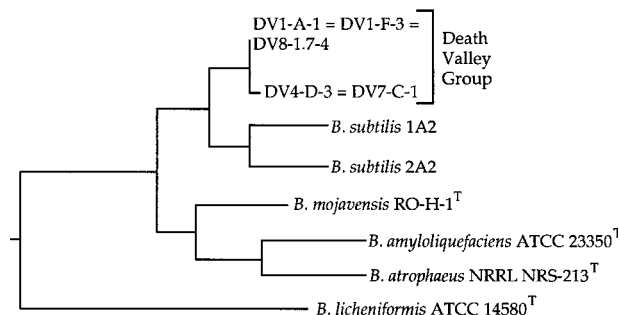 DV1-A-1 = DV1-F-3 =
DV8-1.7-4
DV4-D-3 = DV7-C-1
Death
Valley
Group
B. subtilis 1A2
B. subtilis 2A2
B. mojavensis RO-H-1ᵀ
B. amyloliquefaciens ATCC 23350ᵀ
B. atrophaeus NRRL NRS-213ᵀ
B. licheniformis ATCC 14580ᵀ